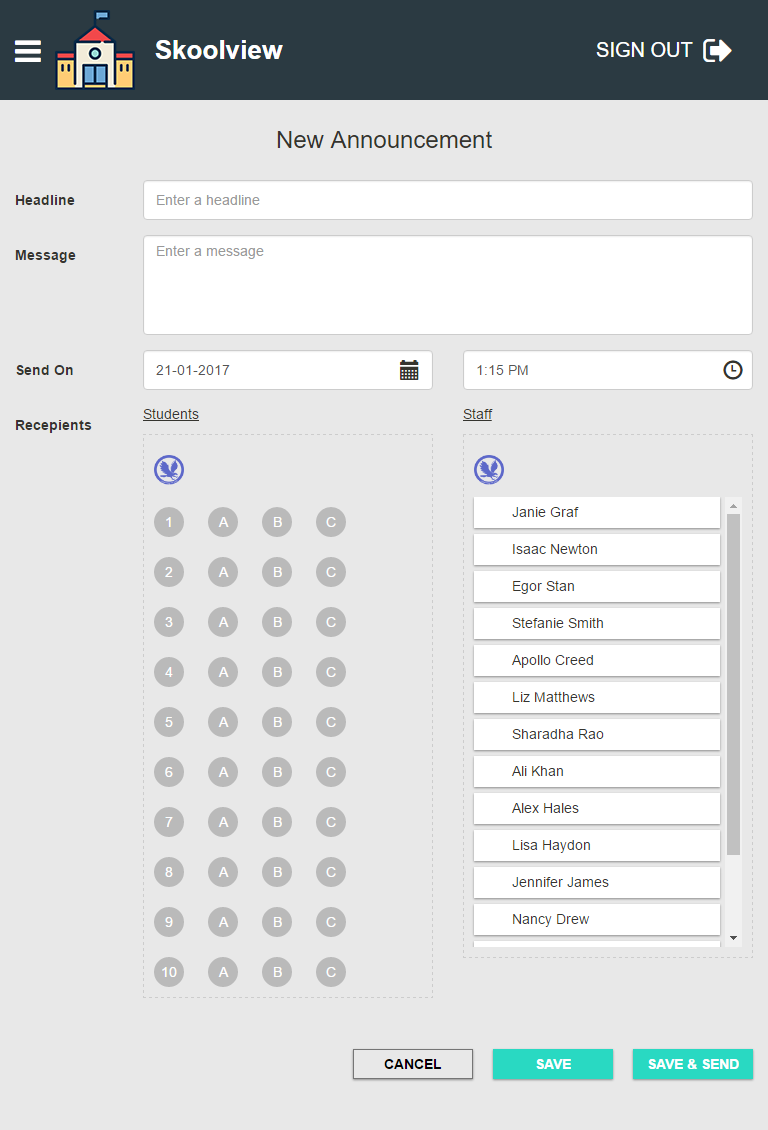 Skoolview
SIGN OUT
New Announcement
Headline
Enter a headline
Message
Enter a message
Send On
21-01-2017
1:15 PM
Recepients
Students
1 A B C
2 A B C
3 A B C
4 A B C
5 A B C
6 A B C
7 A B C
8 A B C
9 A B C
10 A B C
Staff
Janie Graf
Isaac Newton
Egor Stan
Stefanie Smith
Apollo Creed
Liz Matthews
Sharadha Rao
Ali Khan
Alex Hales
Lisa Haydon
Jennifer James
Nancy Drew
CANCEL
SAVE
SAVE & SEND